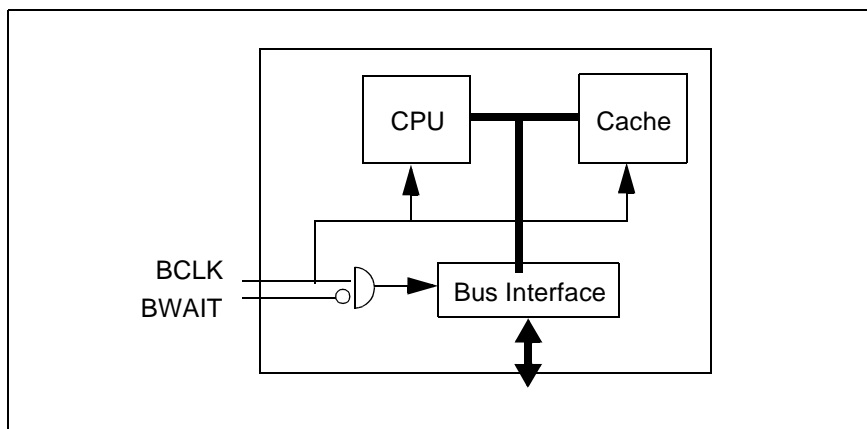 CPU
Cache
BCLK
BWAIT
Bus Interface